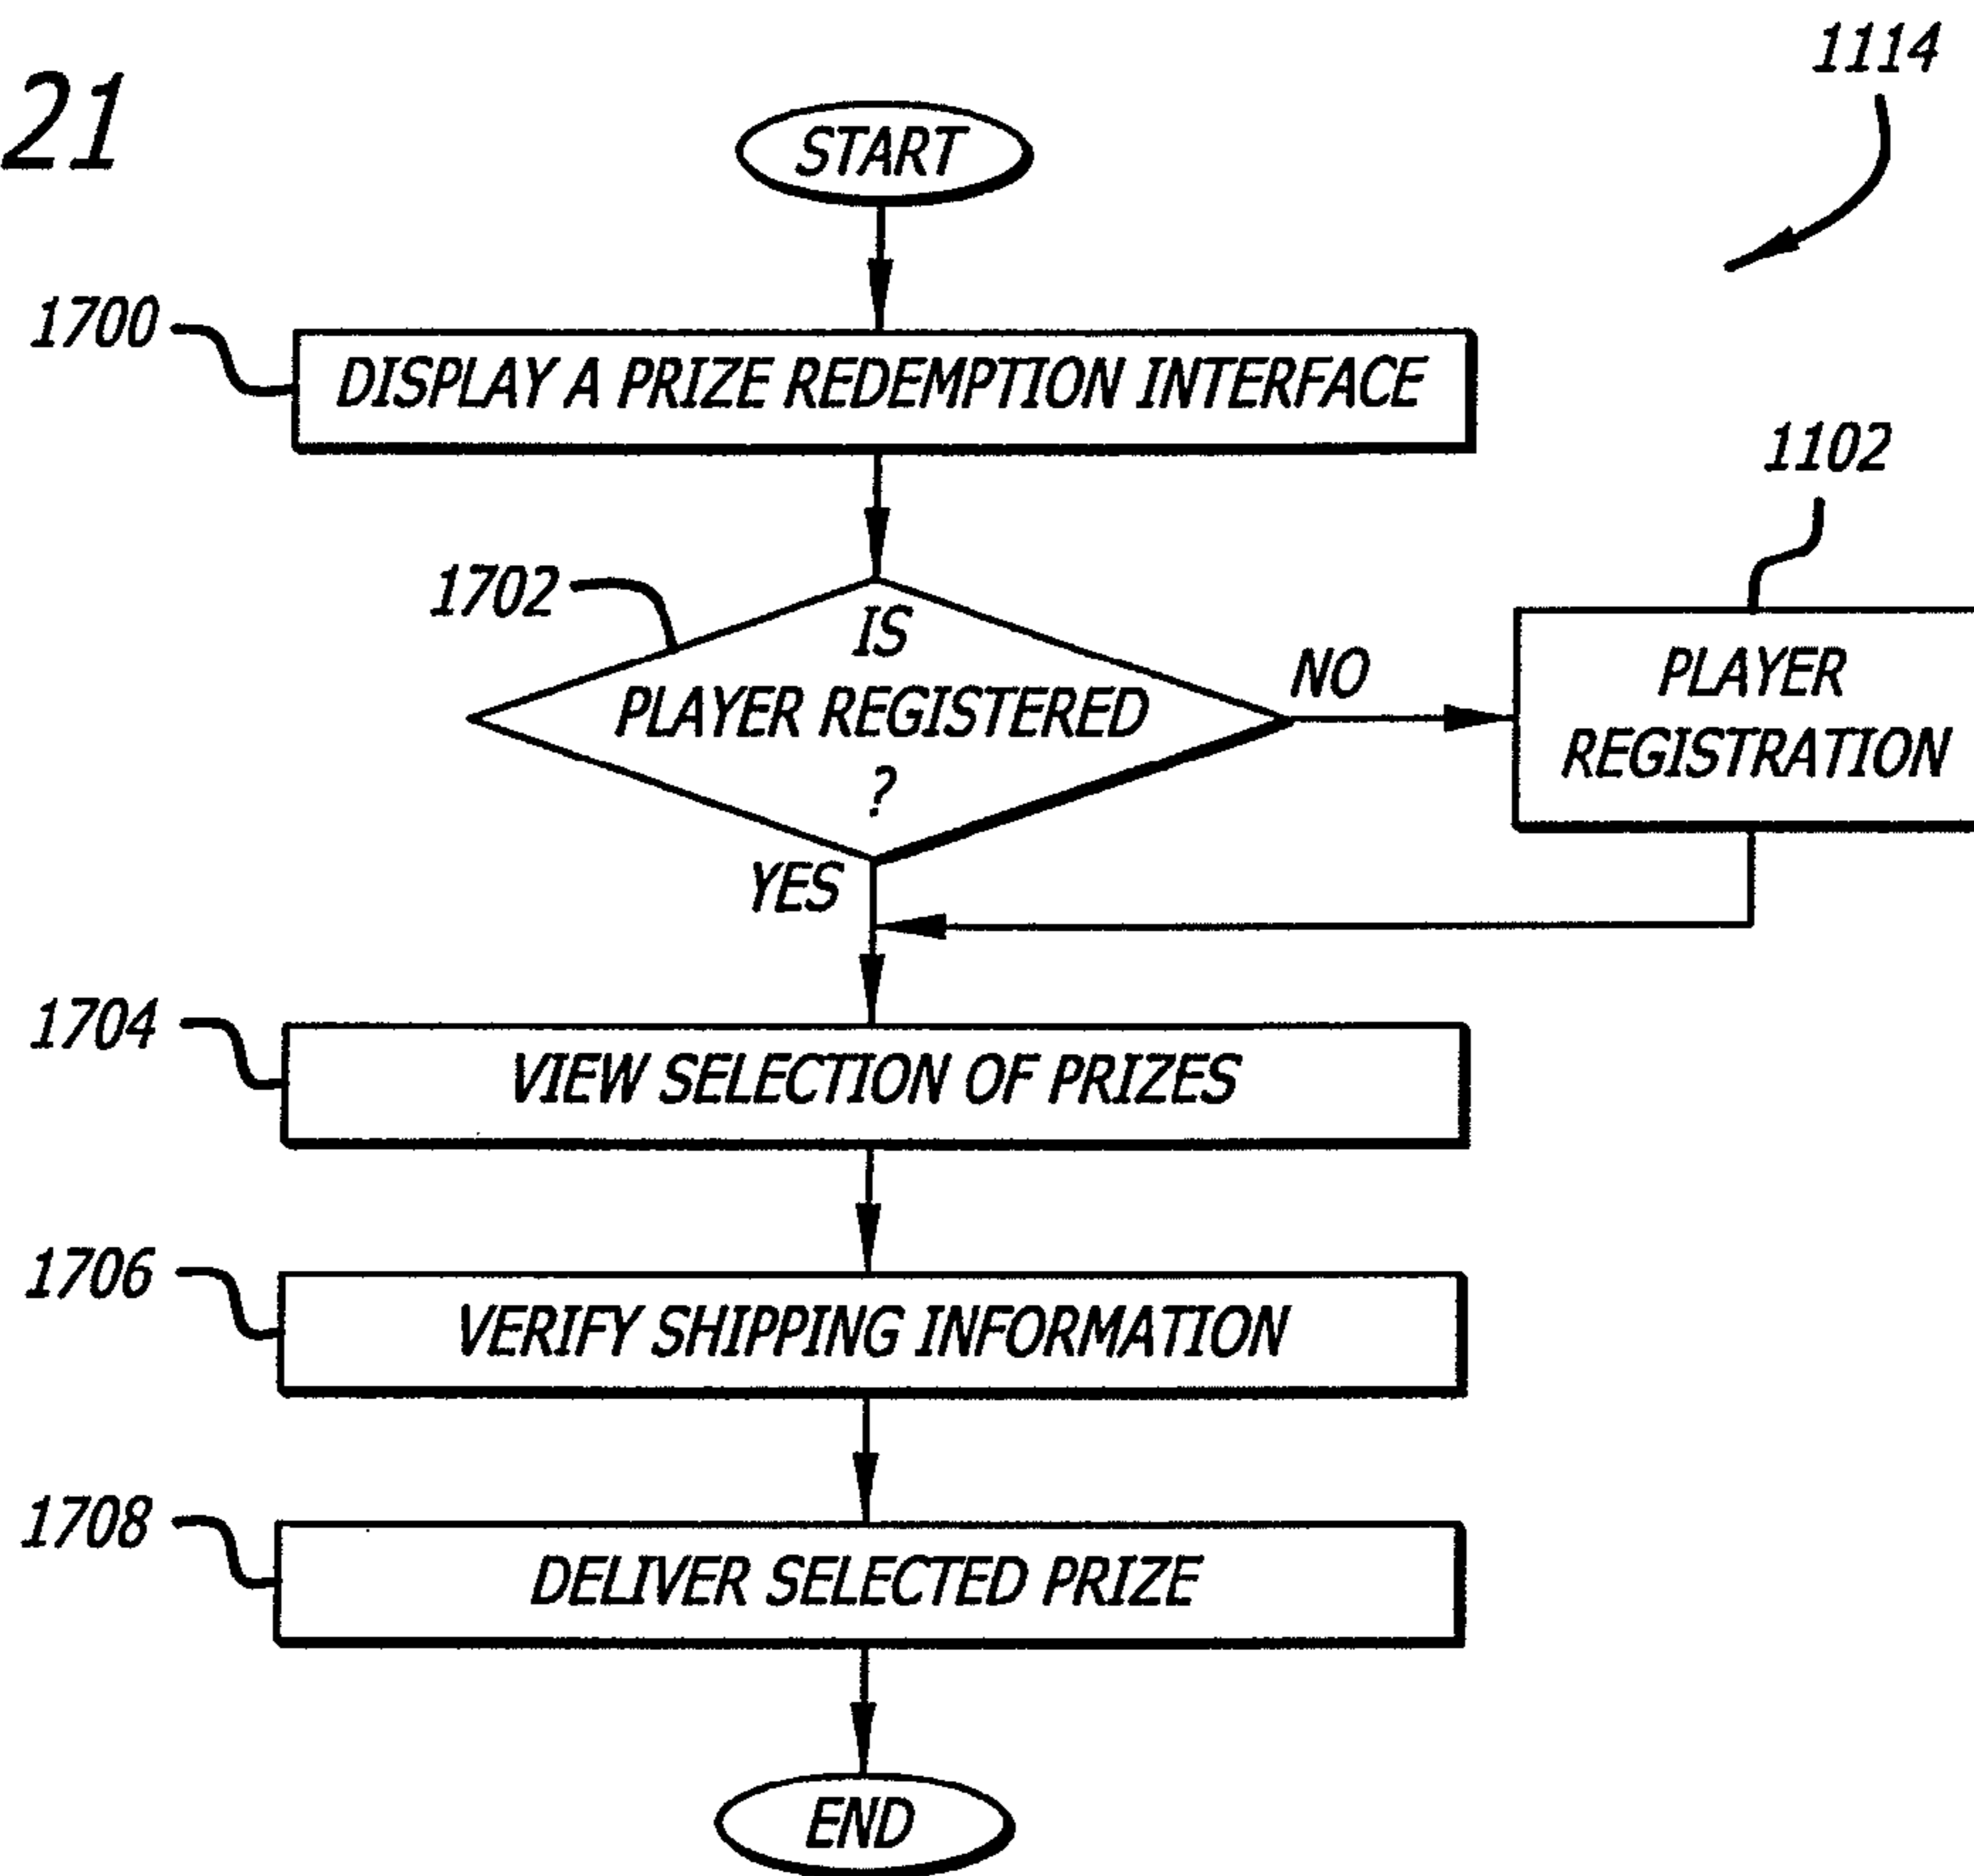 21
1114
START
1700
DISPLAY A PRIZE REDEMPTION INTERFACE
1102
1702
IS
PLAYER REGISTERED
?
NO
PLAYER
REGISTRATION
YES
1704
VIEW SELECTION OF PRIZES
1706
VERIFY SHIPPING INFORMATION
1708
DELIVER SELECTED PRIZE
END